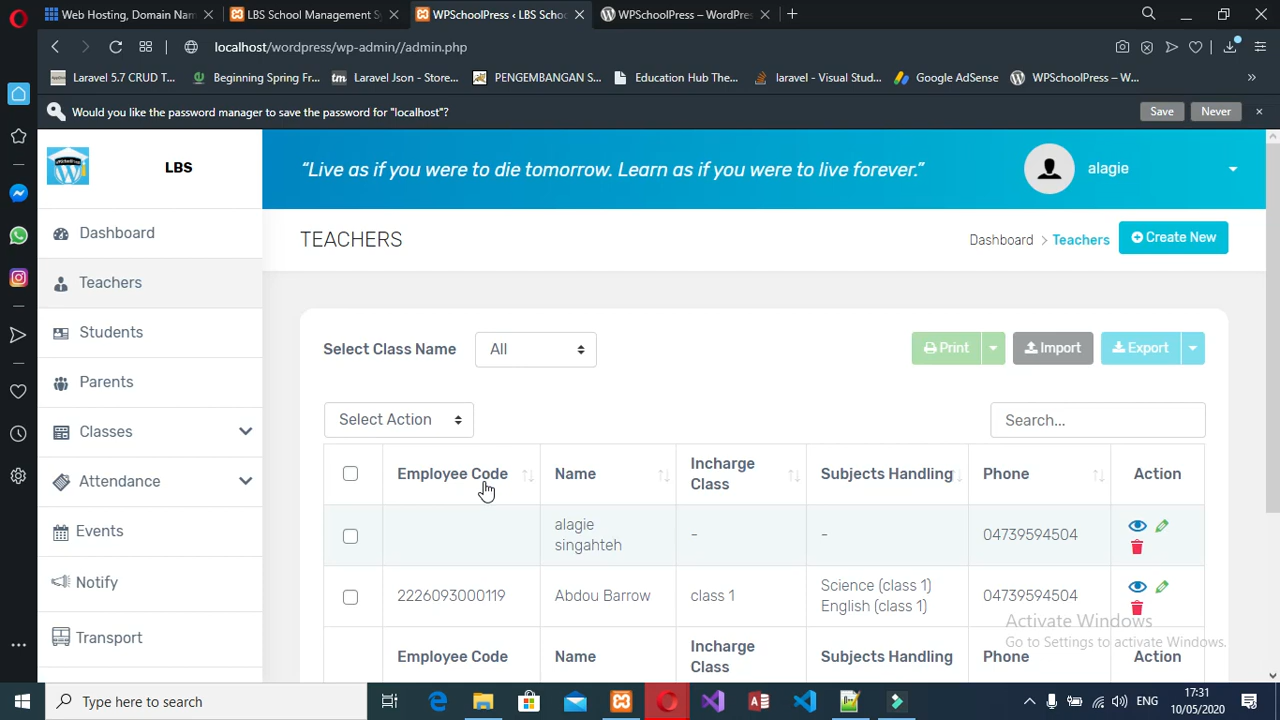 Web Hosting, Domain Nam
LBS School Management Sy
WPSchoolPress ‹ LBS Schoo
WPSchoolPress – WordPres
localhost/wordpress/wp-admin//admin.php
Laravel 5.7 CRUD T...
Beginning Spring Fr...
Laravel Json - Store...
PENGEMBANGAN S...
Education Hub The...
laravel - Visual Stud...
Google AdSense
WPSchoolPress – W...
Would you like the password manager to save the password for "localhost"?
Save
Never
LBS
“Live as if you were to die tomorrow. Learn as if you were to live forever.”
alagie
Dashboard
Teachers
Students
Parents
Classes
Attendance
Events
Notify
Transport
TEACHERS
Dashboard > Teachers
Create New
Select Class Name
All
Print
Import
Export
Select Action
Search...
Employee Code
Name
Incharge Class
Subjects Handling
Phone
Action
alagie singahteh
-
-
04739594504
2226093000119
Abdou Barrow
class 1
Science (class 1)
English (class 1)
04739594504
Employee Code
Name
Incharge Class
Subjects Handling
Phone
Action
Activate Windows
Go to Settings to activate Windows.
Type here to search
ENG
17:31
10/05/2020